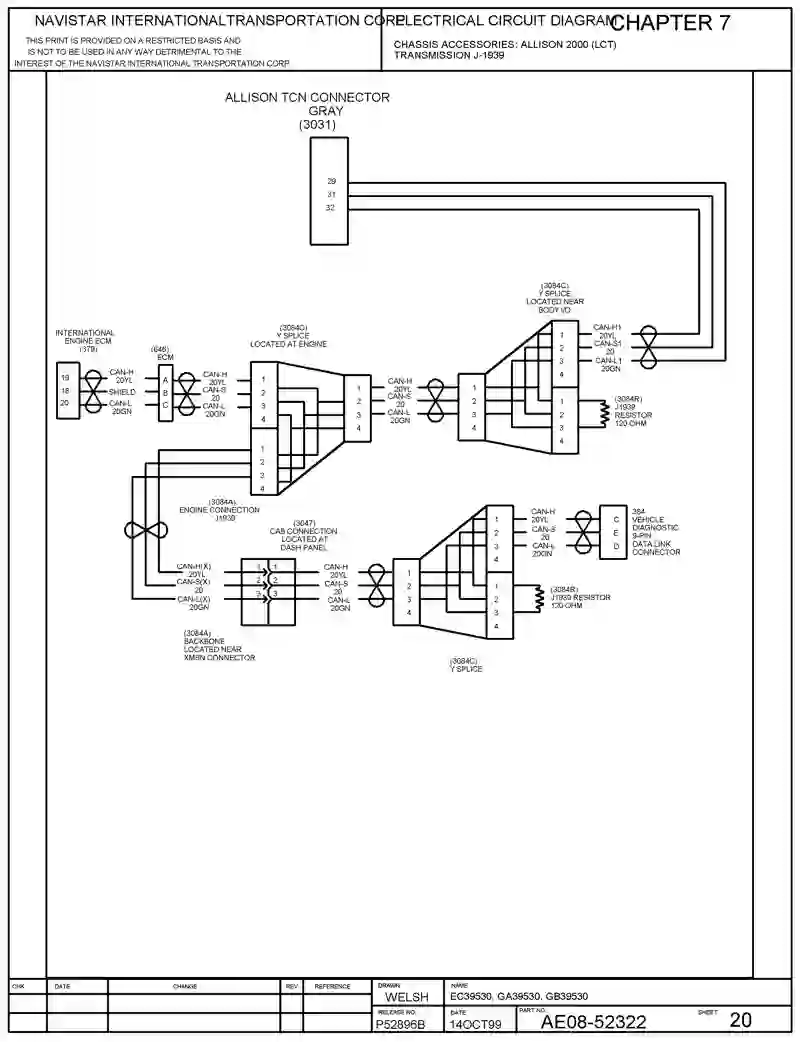 NAVISTAR INTERNATIONALTRANSPORTATION CORP.
ELECTRICAL CIRCUIT DIAGRAM
CHAPTER 7
THIS PRINT IS PROVIDED ON A RESTRICTED BASIS AND
IS NOT TO BE USED IN ANY WAY DETRIMENTAL TO THE
INTEREST OF THE NAVISTAR INTERNATIONAL TRANSPORTATION CORP
CHASSIS ACCESSORIES: ALLISON 2000 (LCT)
TRANSMISSION J-1939
ALLISON TCN CONNECTOR
GRAY
(3031)
29
31
32
(3084C)
Y SPLICE
LOCATED NEAR
BODY I/O
1
2
3
4
1
2
3
4
1
2
3
4
CAN-H1
20YL
CAN-S1
20
CAN-L1
20GN
(3084R)
J1939
RESISTOR
120-OHM
INTERNATIONAL
ENGINE ECM
(379)
19
18
20
CAN-H
20YL
SHIELD
CAN-L
20GN
(646)
ECM
A
B
C
CAN-H
20YL
CAN-S
20
CAN-L
20GN
(3084G)
Y SPLICE
LOCATED AT ENGINE
1
2
3
4
1
2
3
4
1
2
3
4
CAN-H
20YL
CAN-S
20
CAN-L
20GN
(3084A)
ENGINE CONNECTION
J1939
(3047)
CAB CONNECTION
LOCATED AT
DASH PANEL
CAN-H(X)
20YL
CAN-S(X)
20
CAN-L(X)
20GN
1 1
2 2
3 3
CAN-H
20YL
CAN-S
20
CAN-L
20GN
(3084A)
BACKBONE
LOCATED NEAR
XMSN CONNECTOR
1
2
3
4
1
2
3
4
1
2
3
4
CAN-H
20YL
CAN-S
20
CAN-L
20GN
C
E
D
384
VEHICLE
DIAGNOSTIC
9-PIN
DATA LINK
CONNECTOR
(3084R)
J1939 RESISTOR
120-OHM
(3084C)
Y SPLICE
CHK DATE CHANGE REV REFERENCE
DRAWN
WELSH
NAME
EC39530, GA39530, GB39530
RELEASE NO.
P52896B
DATE
14OCT99
PART NO.
AE08-52322
SHEET
20